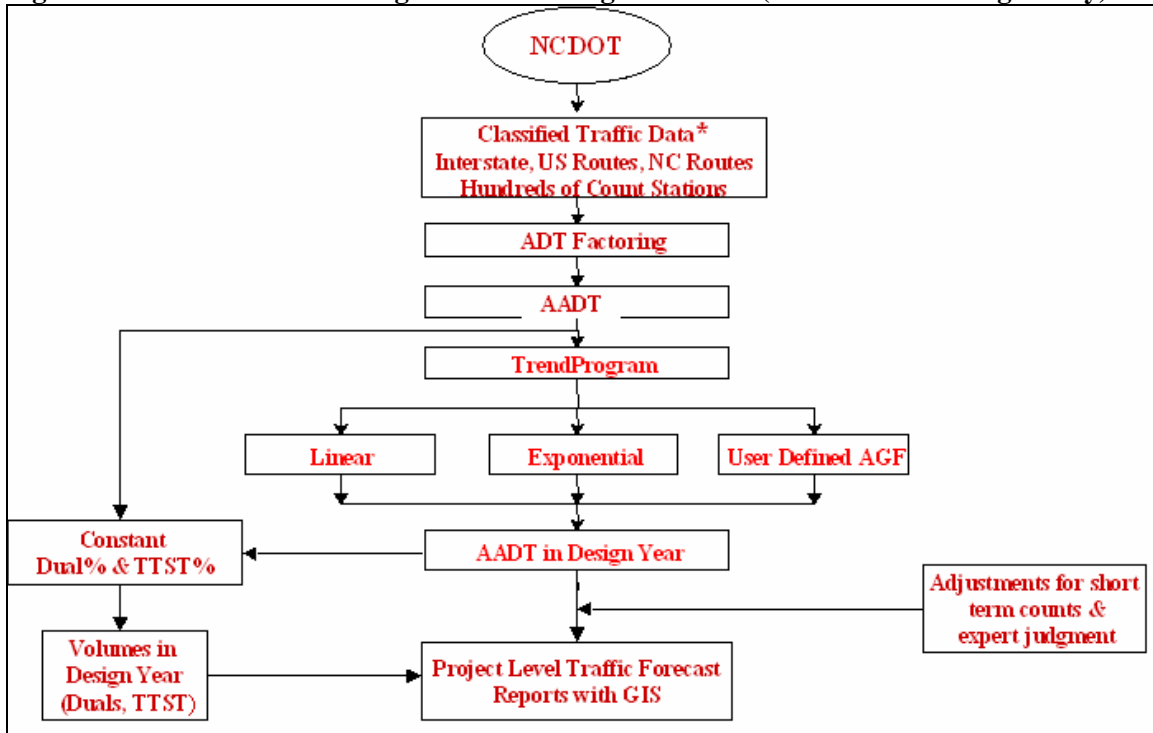 NCDOT
Classified Traffic Data*
Interstate, US Routes, NC Routes
Hundreds of Count Stations
ADT Factoring
AADT
TrendProgram
Linear
Exponential
User Defined AGF
Constant
Dual% & TTST%
AADT in Design Year
Adjustments for short
term counts &
expert judgment
Volumes in
Design Year
(Duals, TTST)
Project Level Traffic Forecast
Reports with GIS